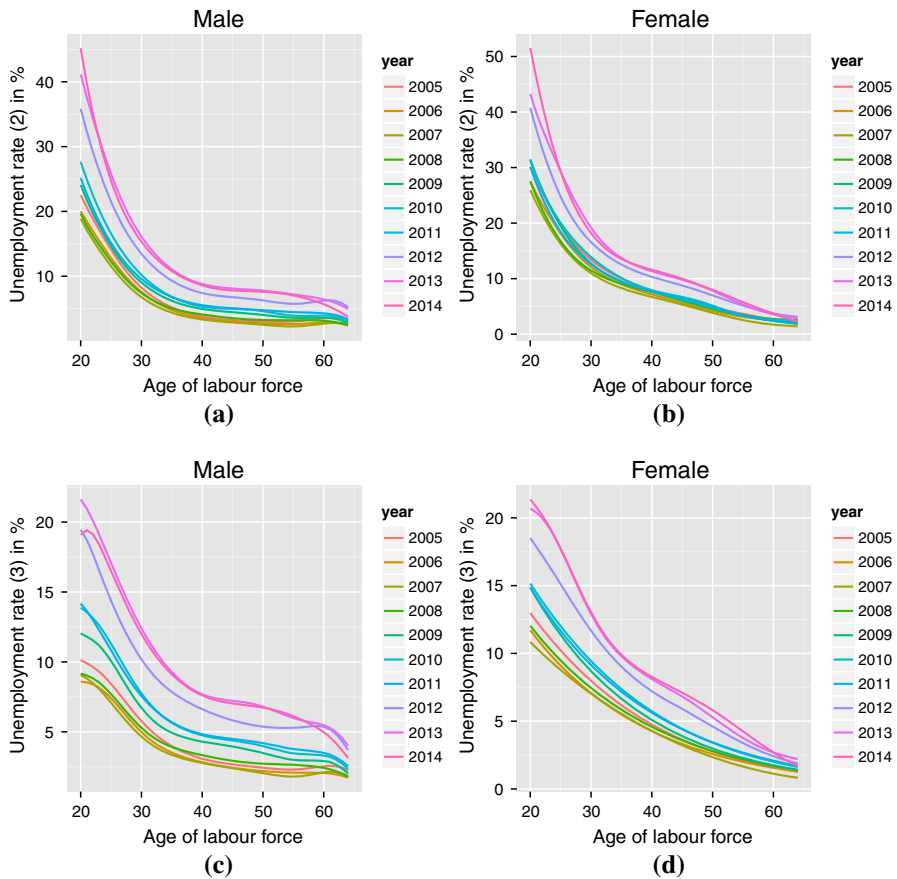 Male
Unemployment rate (2) in %
40
30
20
10
20 30 40 50 60
Age of labour force
year
2005
2006
2007
2008
2009
2010
2011
2012
2013
2014
(a)
Female
Unemployment rate (2) in %
50
40
30
20
10
0
20 30 40 50 60
Age of labour force
year
2005
2006
2007
2008
2009
2010
2011
2012
2013
2014
(b)
Male
Unemployment rate (3) in %
20
15
10
5
20 30 40 50 60
Age of labour force
year
2005
2006
2007
2008
2009
2010
2011
2012
2013
2014
(c)
Female
Unemployment rate (3) in %
20
15
10
5
0
20 30 40 50 60
Age of labour force
year
2005
2006
2007
2008
2009
2010
2011
2012
2013
2014
(d)